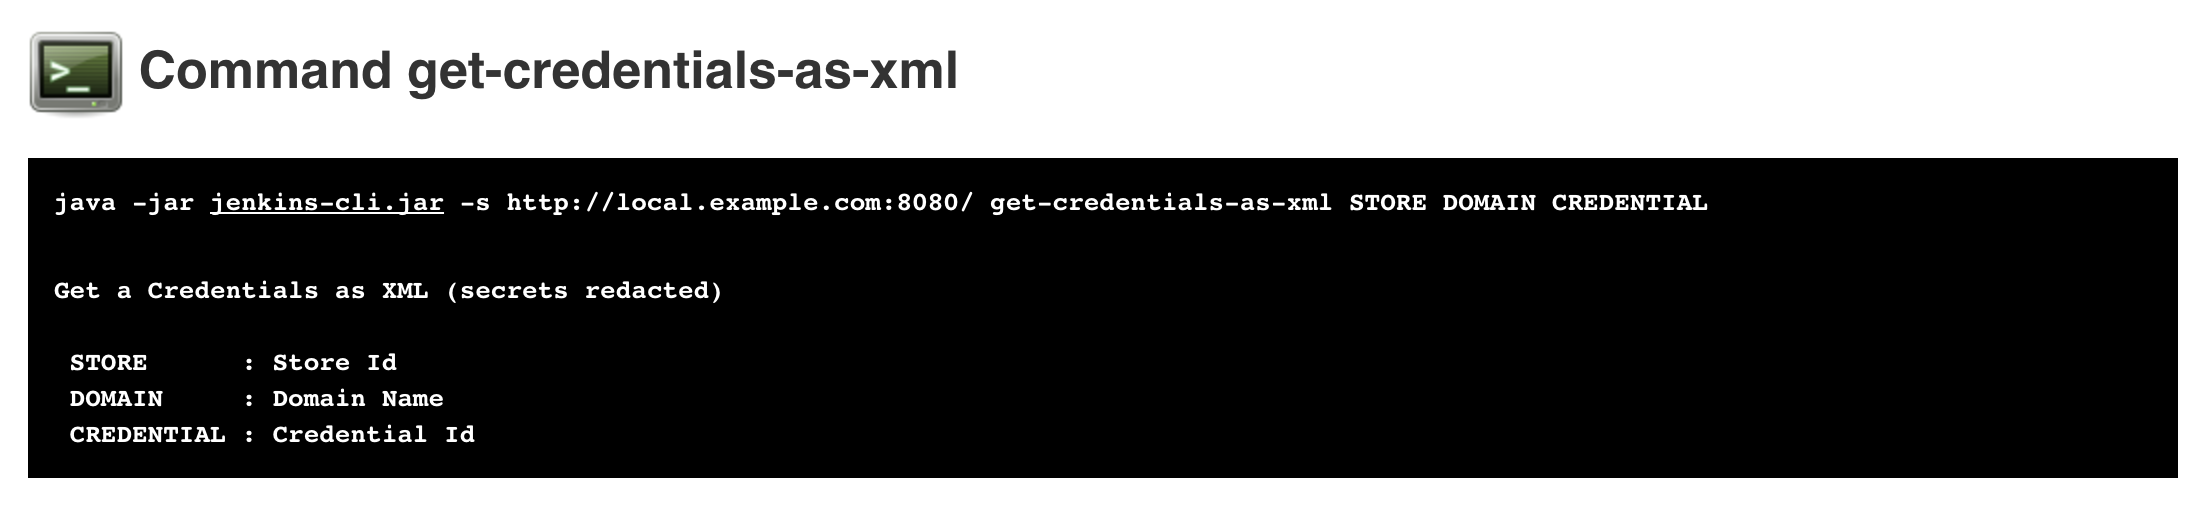 Command get-credentials-as-xml
java -jar jenkins-cli.jar -s http://local.example.com:8080/ get-credentials-as-xml STORE DOMAIN CREDENTIAL
Get a Credentials as XML (secrets redacted)
STORE      : Store Id
DOMAIN     : Domain Name
CREDENTIAL : Credential Id